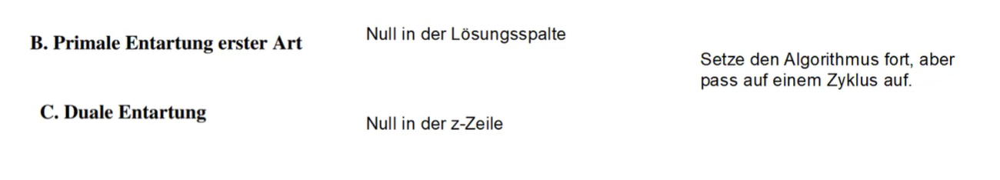 B. Primale Entartung erster Art
Null in der Lösungsspalte
Setze den Algorithmus fort, aber
pass auf einem Zyklus auf.
C. Duale Entartung
Null in der z-Zeile